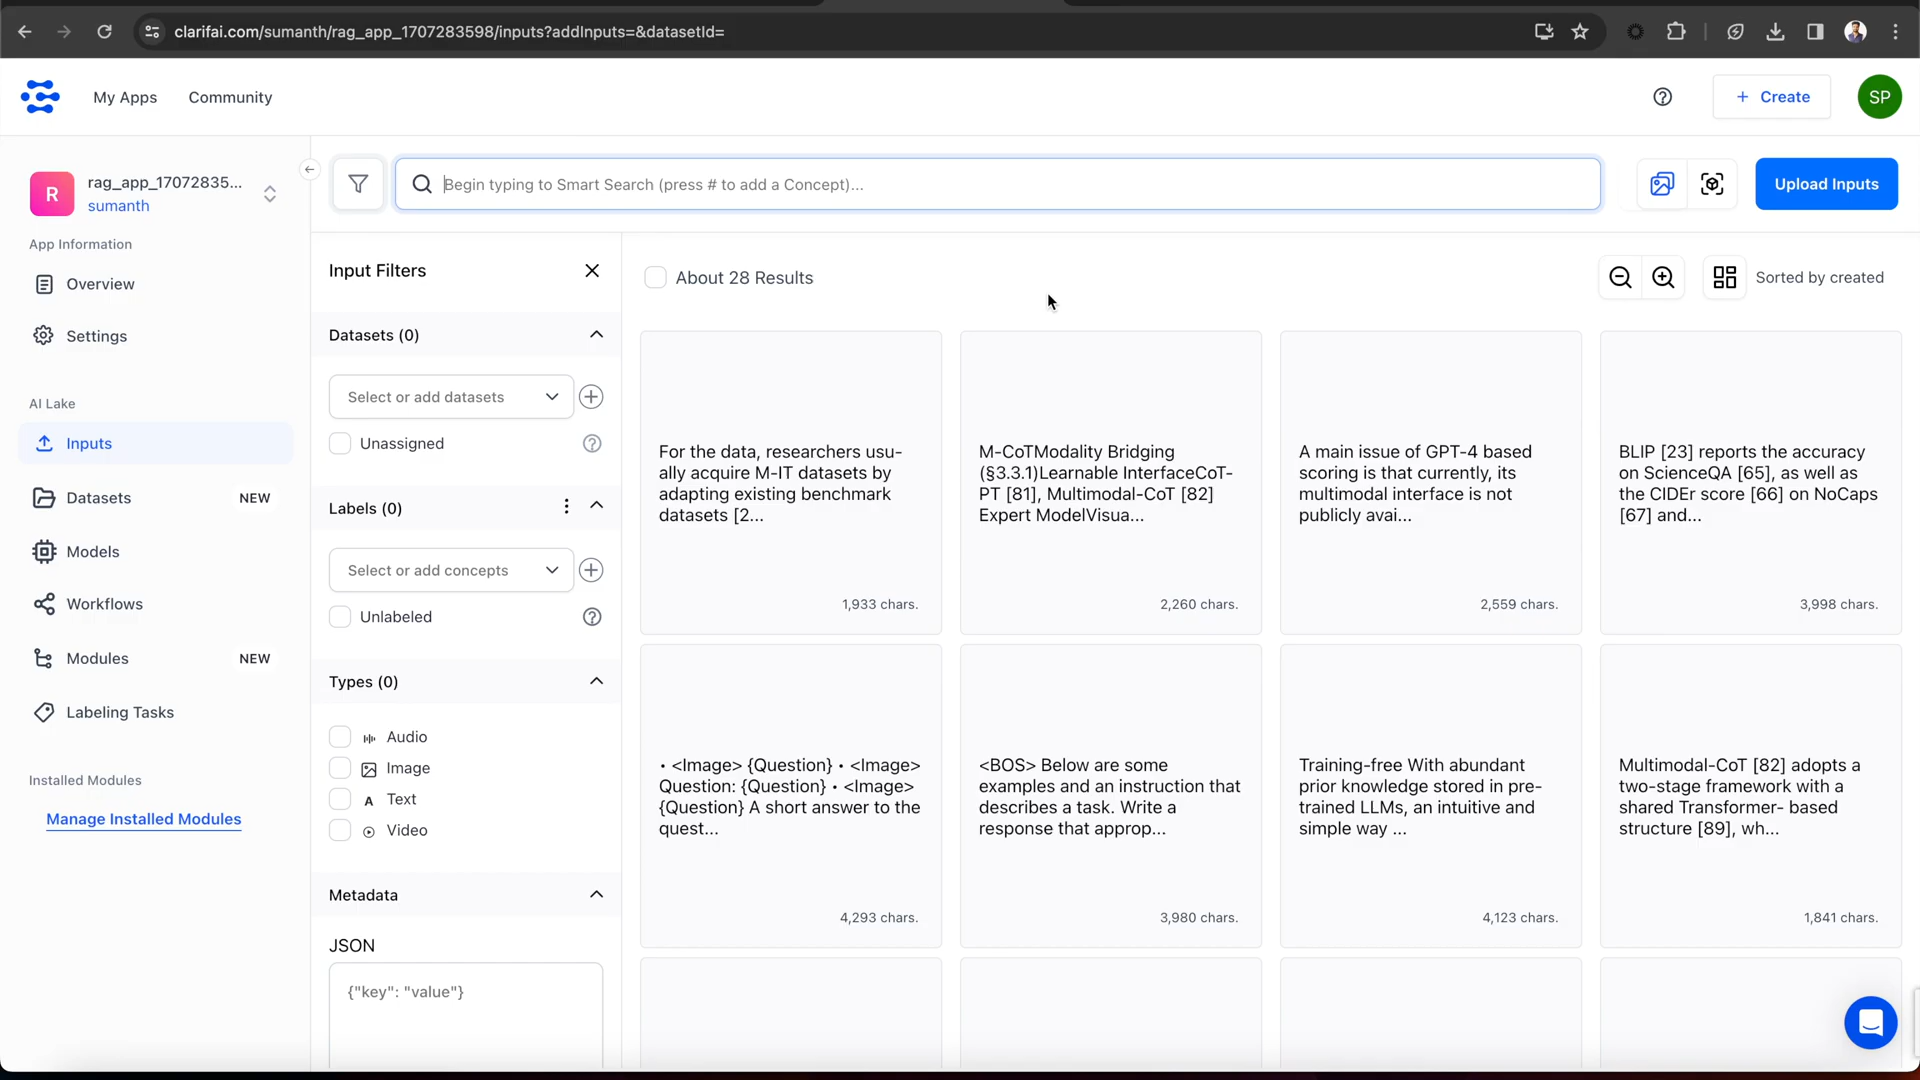 clarifai.com/sumanth/rag_app_1707283598/inputs?addInputs=&datasetId=
My Apps
Community
+ Create
SP
R
rag_app_17072835...
sumanth
Begin typing to Smart Search (press # to add a Concept)...
Upload Inputs
App Information
Overview
Settings
AI Lake
Inputs
Datasets NEW
Models
Workflows
Modules NEW
Labeling Tasks
Installed Modules
Manage Installed Modules
Input Filters
Datasets (0)
Select or add datasets
Unassigned
Labels (0)
Select or add concepts
Unlabeled
Types (0)
Audio
Image
A Text
Video
Metadata
JSON
{"key": "value"}
About 28 Results
Sorted by created
For the data, researchers usu-
ally acquire M-IT datasets by
adapting existing benchmark
datasets [2...
1,933 chars.
M-CoTModality Bridging
(§3.3.1)Learnable InterfaceCoT-
PT [81], Multimodal-CoT [82]
Expert ModelVisua...
2,260 chars.
A main issue of GPT-4 based
scoring is that currently, its
multimodal interface is not
publicly avai...
2,559 chars.
BLIP [23] reports the accuracy
on ScienceQA [65], as well as
the CIDEr score [66] on NoCaps
[67] and...
3,998 chars.
• <Image> {Question} • <Image>
Question: {Question} • <Image>
{Question} A short answer to the
quest...
4,293 chars.
<BOS> Below are some
examples and an instruction that
describes a task. Write a
response that approp...
3,980 chars.
Training-free With abundant
prior knowledge stored in pre-
trained LLMs, an intuitive and
simple way ...
4,123 chars.
Multimodal-CoT [82] adopts a
two-stage framework with a
shared Transformer- based
structure [89], wh...
1,841 chars.